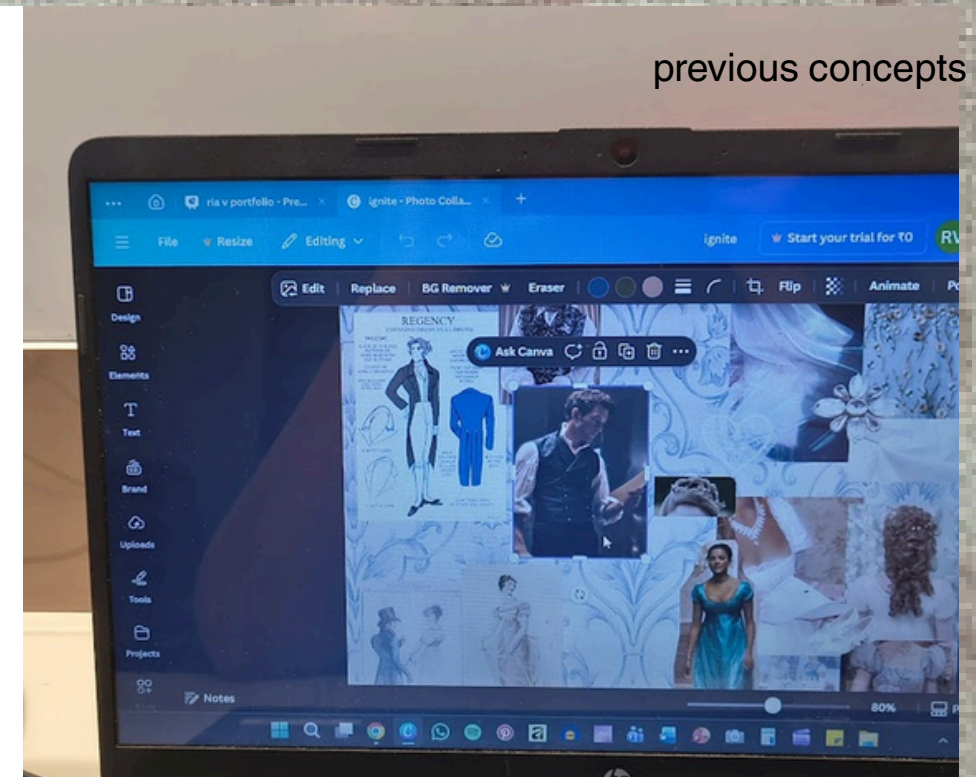 previous concepts
ria v portfolio - Pre...
ignite - Photo Colla...
File
Resize
Editing
ignite
Start your trial for ₹0
RV
Edit
Replace
BG Remover
Eraser
Flip
Animate
Po
Design
Elements
Text
Brand
Uploads
Tools
Projects
REGENCY
Ask Canva
Notes
80%